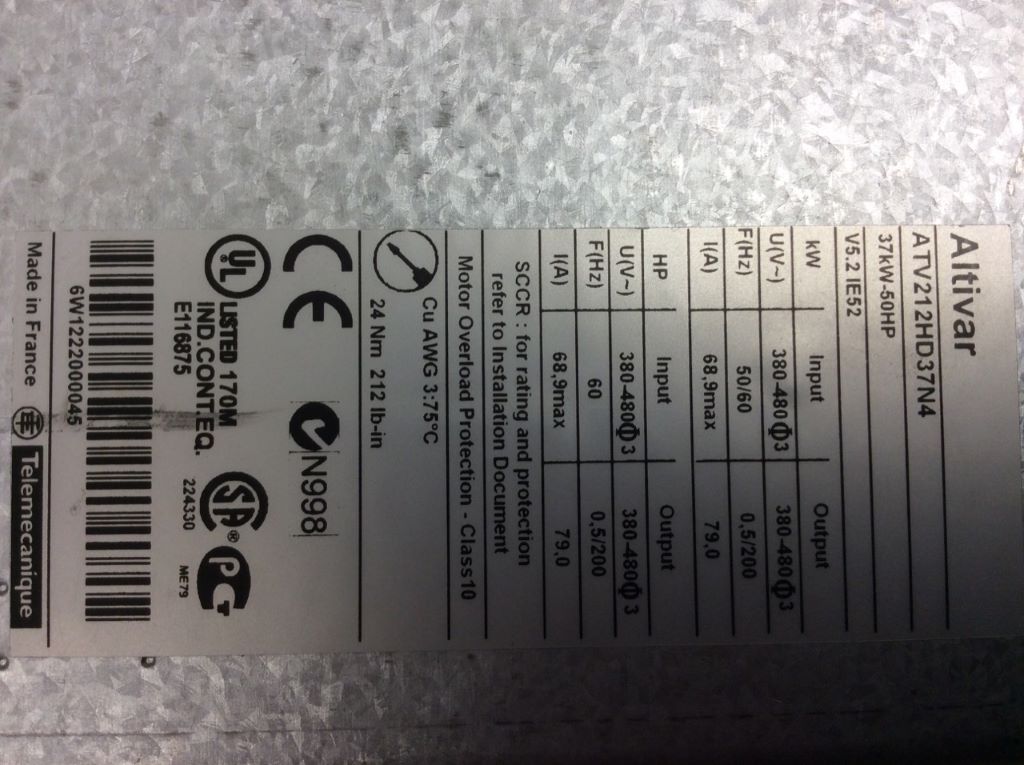 Altivar
ATV212HD37N4
37kW-50HP
V5.2 IE52
kW Input Output
U(V~) 380-480Φ3 380-480Φ3
F(Hz) 50/60 0,5/200
I(A) 68,9max 79,0
HP Input Output
U(V~) 380-480Φ3 380-480Φ3
F(Hz) 60 0,5/200
I(A) 68,9max 79,0
SCCR : for rating and protection
refer to Installation Document
Motor Overload Protection - Class10
Cu AWG 3:75°C
24 Nm 212 lb-in
CE N998
UL LISTED 170M
IND.CONT.EQ.
E116875
SA® 224330
PCT ME79
6W1222000045
Made in France Telemecanique